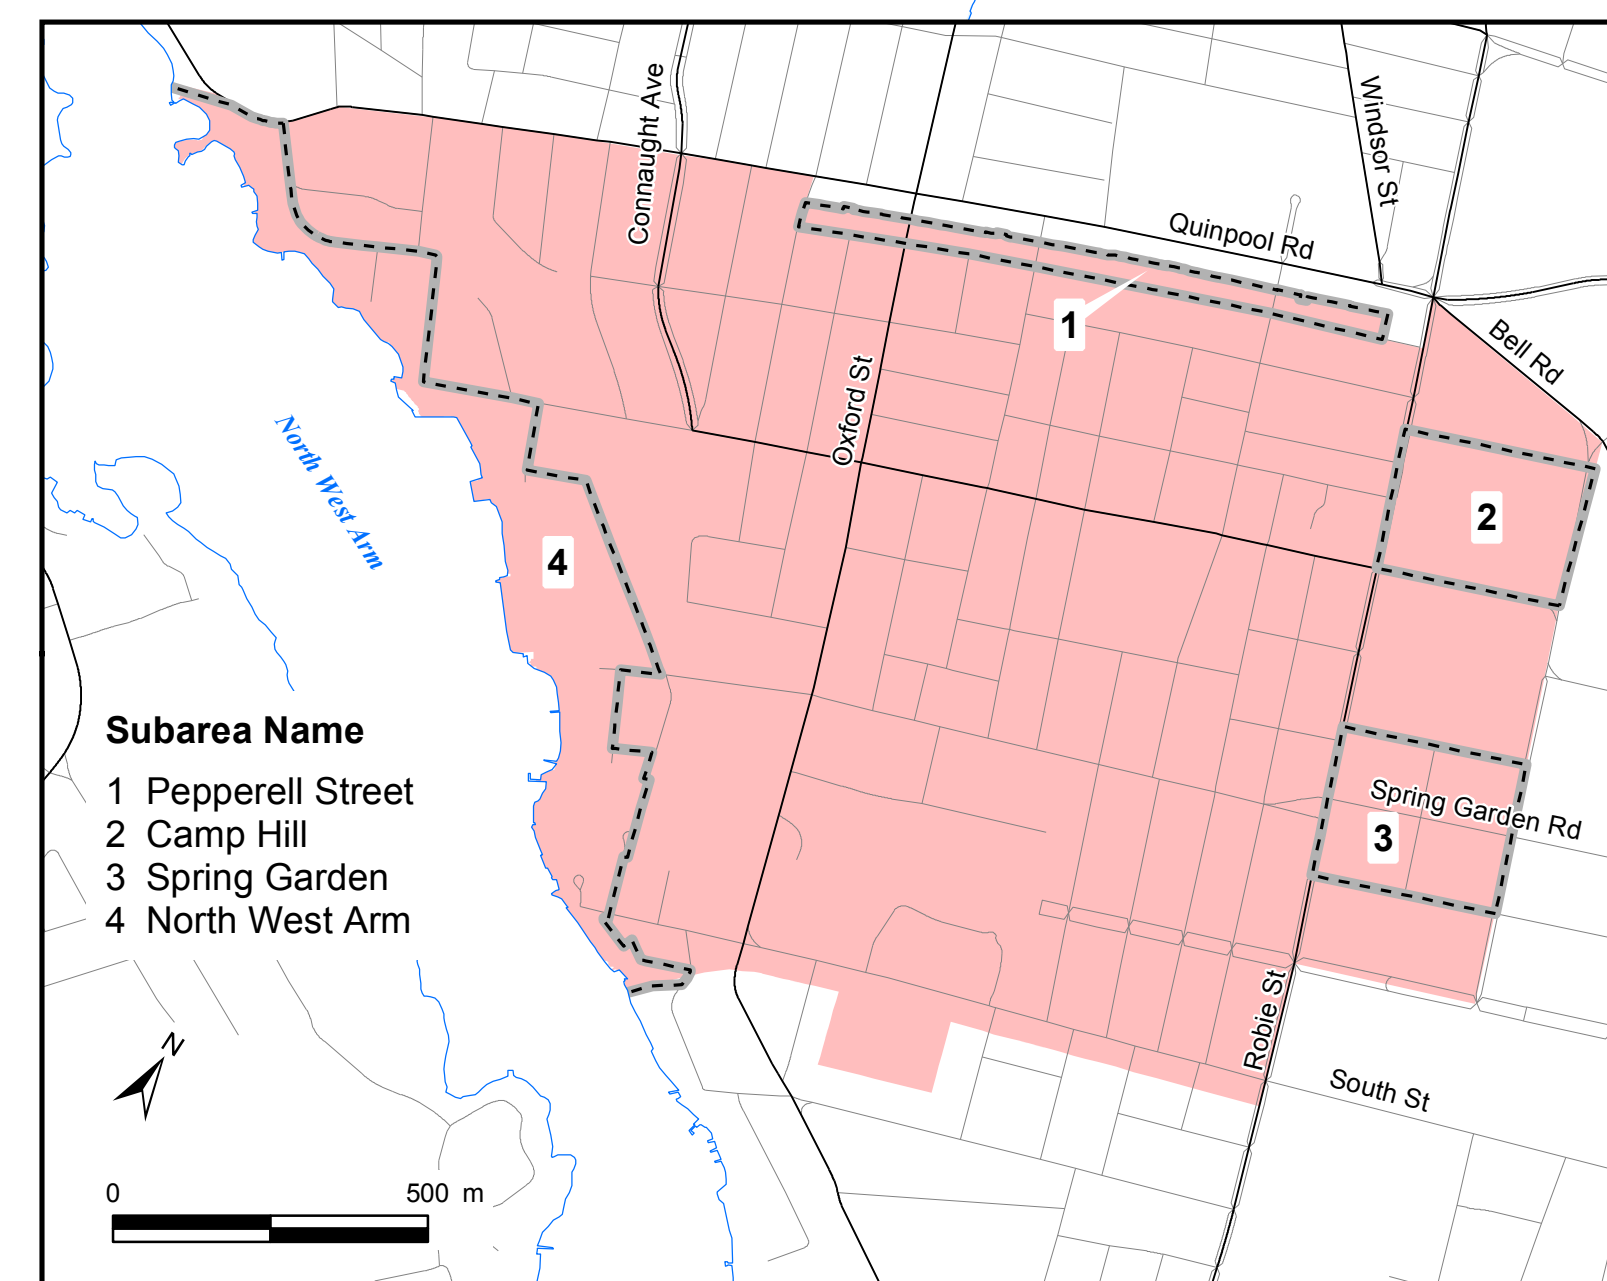 Connaught Ave
Windsor St
Quinpool Rd
1
Bell Rd
Oxford St
North West Arm
2
4
Subarea Name
1 Pepperell Street
2 Camp Hill
3 Spring Garden
4 North West Arm
Spring Garden Rd
3
Robie St
N
South St
0 500 m